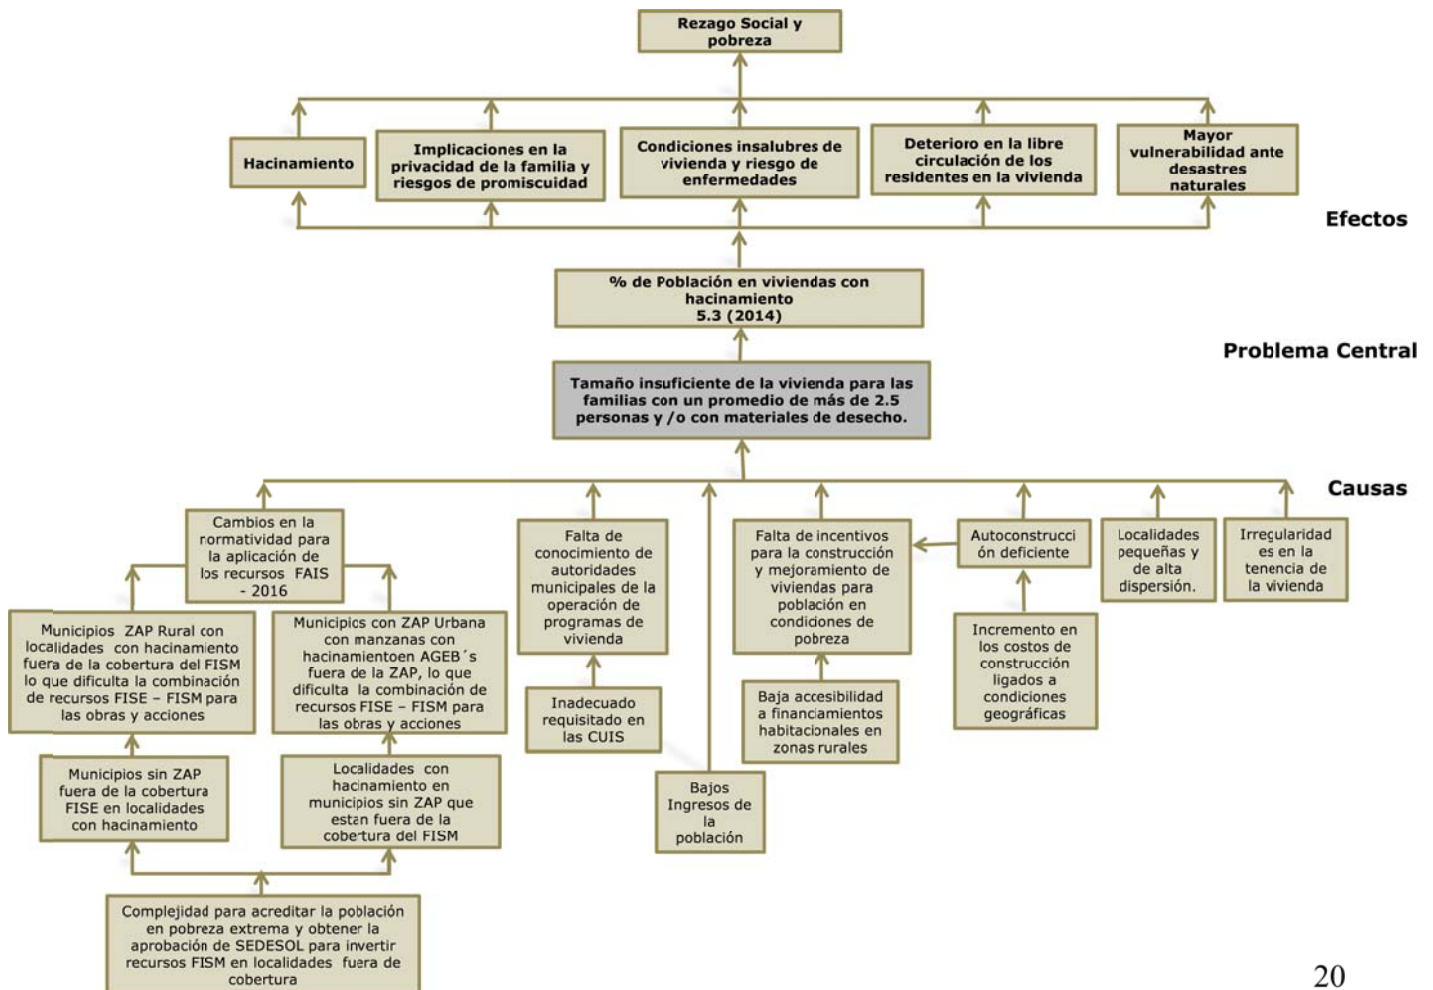 Rezago Social y
pobreza
Hacinamiento
Implicaciones en la
privacidad de la familia y
riesgos de promiscuidad
Condiciones insalubres de
vivienda y riesgo de
enfermedades
Deterioro en la libre
circulación de los
residentes en la vivienda
Mayor
vulnerabilidad ante
desastres
naturales
Efectos
% de Población en viviendas con
hacinamiento
5.3 (2014)
Problema Central
Tamaño insuficiente de la vivienda para las
familias con un promedio de más de 2.5
personas y /o con materiales de desecho.
Causas
Cambios en la
normatividad para
la aplicación de
los recursos FAIS
- 2016
Falta de
conocimiento de
autoridades
municipales de la
operación de
programas de
vivienda
Falta de incentivos
para la construcción
y mejoramiento de
viviendas para
población en
condiciones de
pobreza
Autoconstrucci
ón deficiente
Localidades
pequeñas y
de alta
dispersión.
Irregularidad
es en la
tenencia de
la vivienda
Municipios ZAP Rural con
localidades con hacinamiento
fuera de la cobertura del FISM
lo que dificulta la combinación
de recursos FISE – FISM para
las obras y acciones
Municipios con ZAP Urbana
con manzanas con
hacinamientoen AGEB´s
fuera de la ZAP, lo que
dificulta la combinación de
recursos FISE – FISM para
las obras y acciones
Inadecuado
requisitado en
las CUIS
Baja accesibilidad
a financiamientos
habitacionales en
zonas rurales
Incremento en
los costos de
construcción
ligados a
condiciones
geográficas
Municipios sin ZAP
fuera de la cobertura
FISE en localidades
con hacinamiento
Localidades con
hacinamiento en
municipios sin ZAP que
estan fuera de la
cobertura del FISM
Bajos
Ingresos de
la
población
Complejidad para acreditar la población
en pobreza extrema y obtener la
aprobación de SEDESOL para invertir
recursos FISM en localidades fuera de
cobertura
20